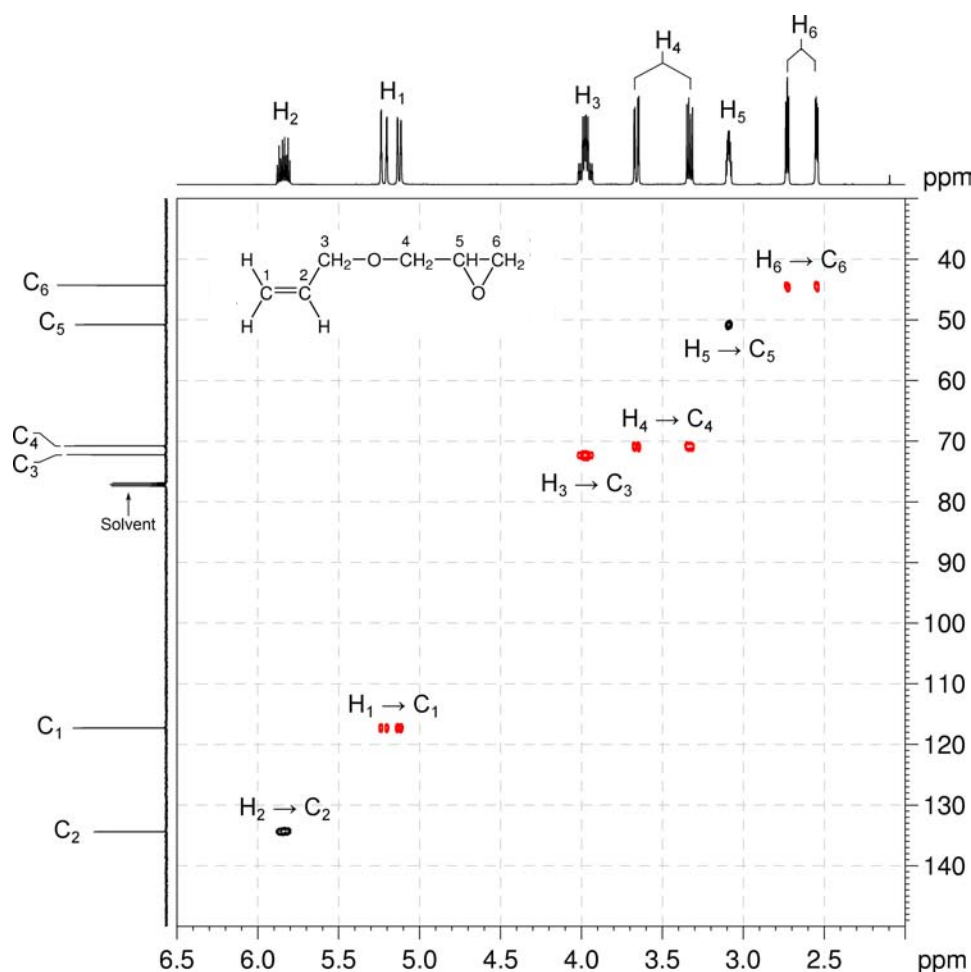 H₂
H₁
H₃
H₄
H₅
H₆
ppm
C₆
C₅
C₄
C₃
Solvent
C₁
C₂
3 4 5 6
H CH₂ O CH₂ CH CH₂
1 2
C C O
H H
H₆ → C₆
H₅ → C₅
H₄ → C₄
H₃ → C₃
H₁ → C₁
H₂ → C₂
40
50
60
70
80
90
100
110
120
130
140
6.5 6.0 5.5 5.0 4.5 4.0 3.5 3.0 2.5 ppm